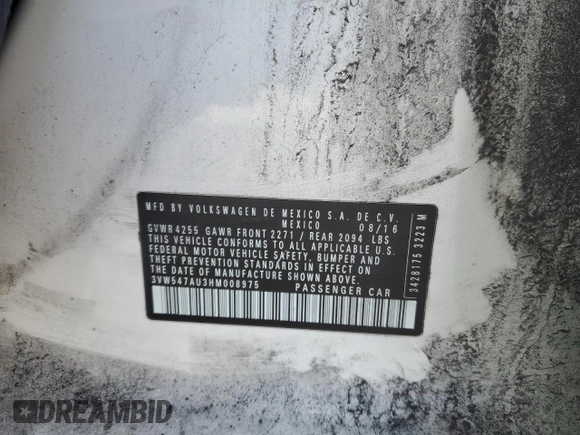 MFD BY VOLKSWAGEN DE MEXICO S.A. DE C.V.
MEXICO 08/16
GVWR 4255 GAWR FRONT 2271 / REAR 2094 LBS
THIS VEHICLE CONFORMS TO ALL APPLICABLE U.S.
FEDERAL MOTOR VEHICLE SAFETY, BUMPER AND
THEFT PREVENTION STANDARDS IN EFFECT ON THE
DATE OF MANUFACTURE SHOWN ABOVE.
3VW547AU3HM008975 PASSENGER CAR
3428175 3223 M
DREAMBID